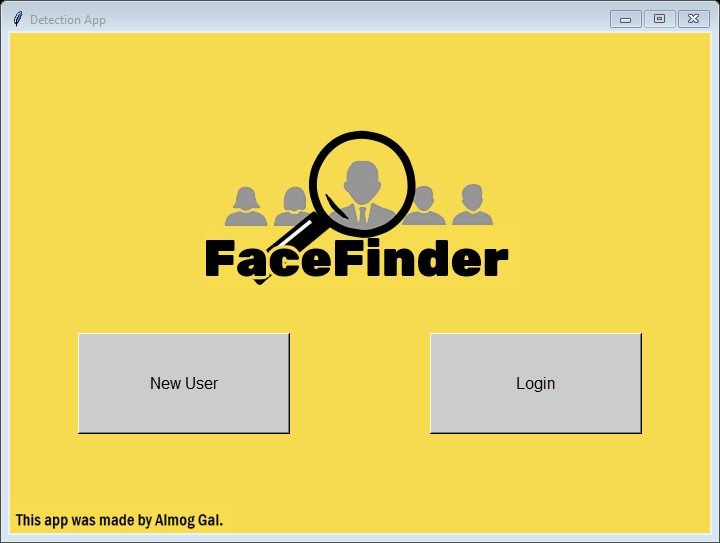 Detection App
FaceFinder
New User
Login
This app was made by Almog Gal.